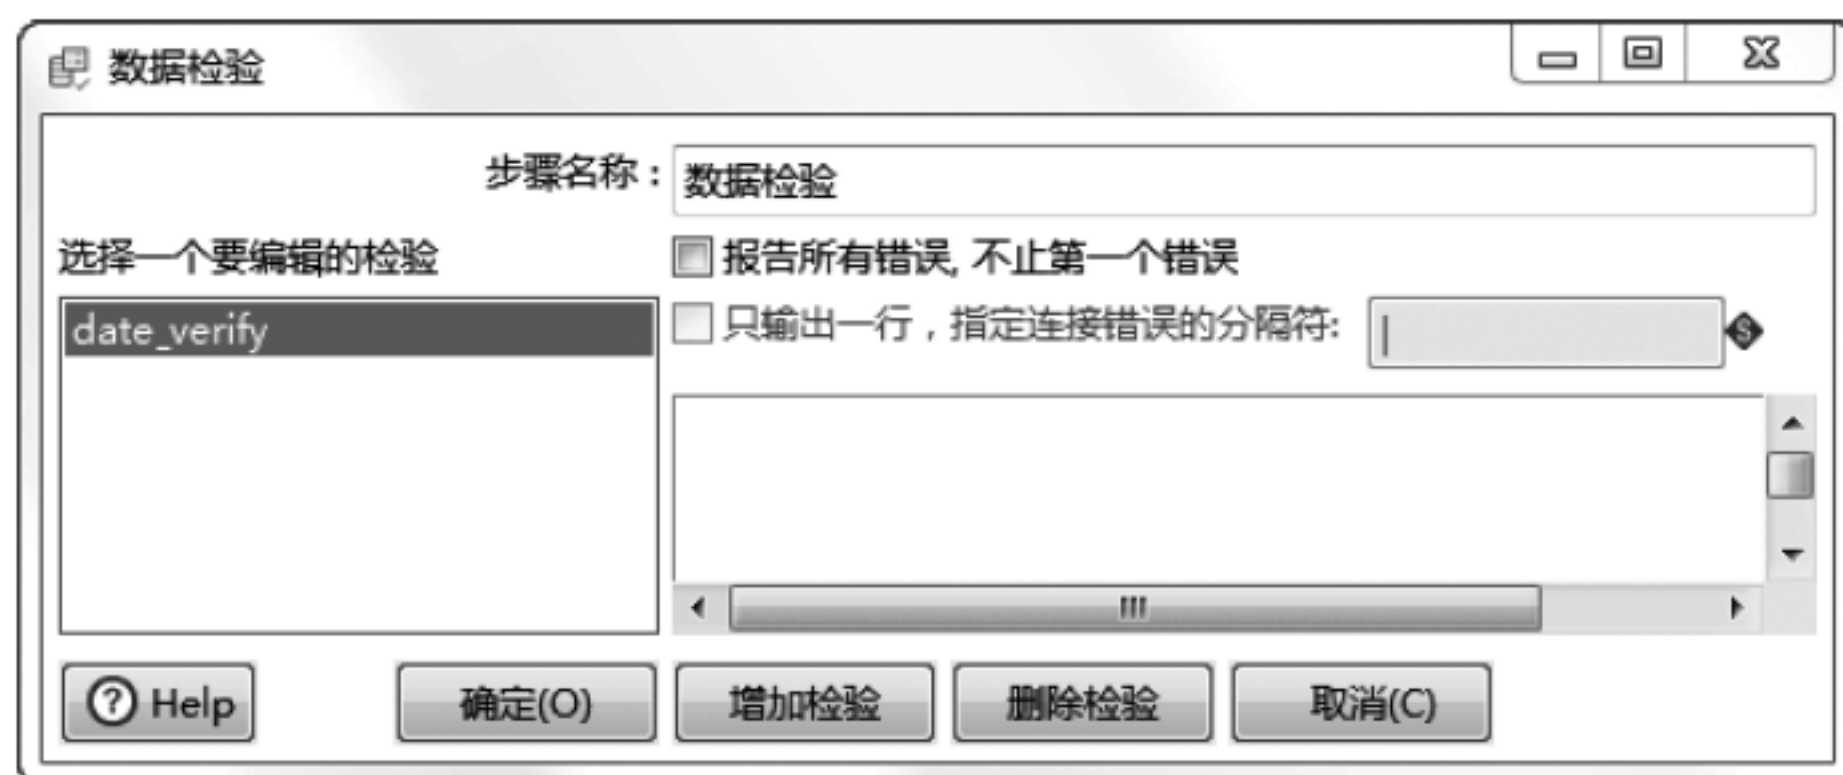 数据检验
步骤名称：
数据检验
选择一个要编辑的检验
报告所有错误, 不止第一个错误
date_verify
只输出一行，指定连接错误的分隔符:
|
S
? Help
确定(O)
增加检验
删除检验
取消(C)